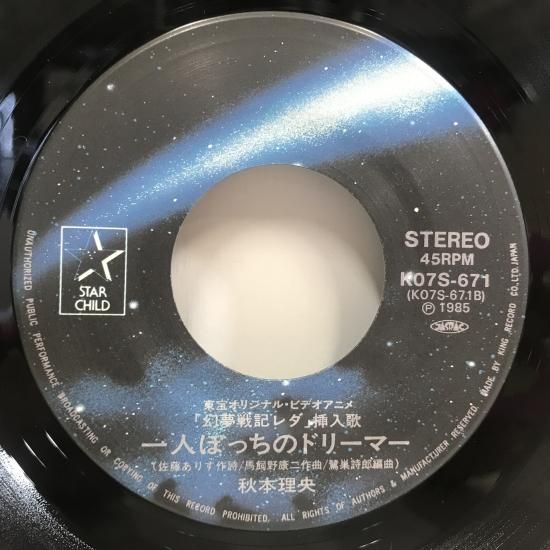 STAR
CHILD
STEREO
45RPM
K07S-671
(K07S-671B)
Ⓟ 1985
JASRAC
東宝オリジナル・ビデオアニメ
「幻夢戦記レダ」挿入歌
一人ぼっちのドリーマー
(佐藤ありす作詩/馬飼野康二作曲/鷺巣詩郎編曲)
秋本理央
UNAUTHORIZED PUBLIC PERFORMANCE BROADCASTING OR COPYING OF THIS RECORD PROHIBITED. ALL RIGHTS OF AUTHORS & MANUFACTURER RESERVED. MADE BY KING RECORD CO., LTD. JAPAN